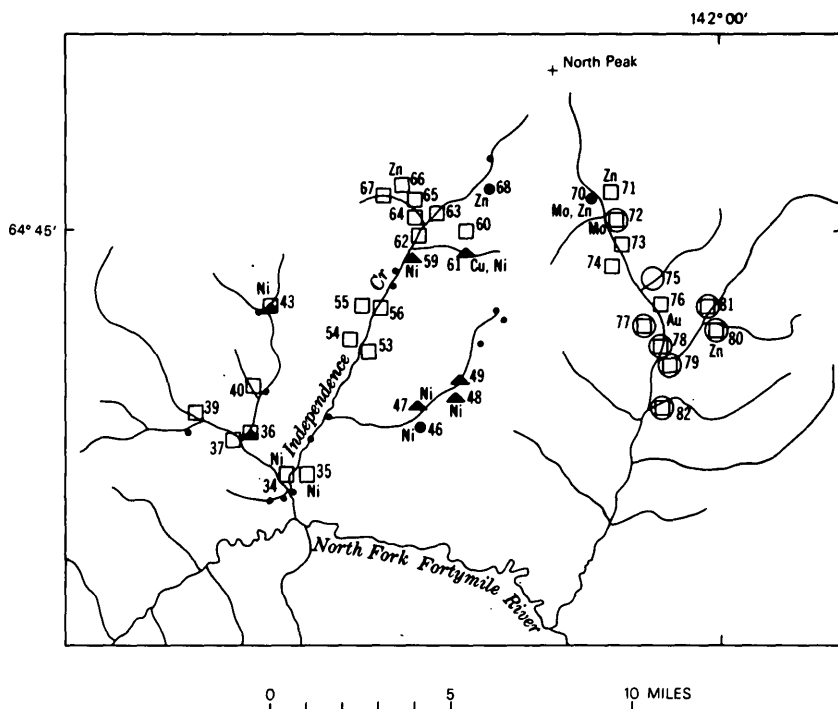 142° 00'
North Peak
Zn
66
67
65
64
63
Zn
68
62
60
64° 45'
59
Ni
61 Cu, Ni
Cr
Zn
71
70
Mo, Zn
72
Mo
73
74
75
76
Au
77
78
79
81
80
Zn
82
Ni
43
55
56
54
53
Independence
40
39
36
37
49
Ni
47
48
Ni
Ni
46
Ni
34
35
Ni
North Fork Fortymile River
0 5 10 MILES